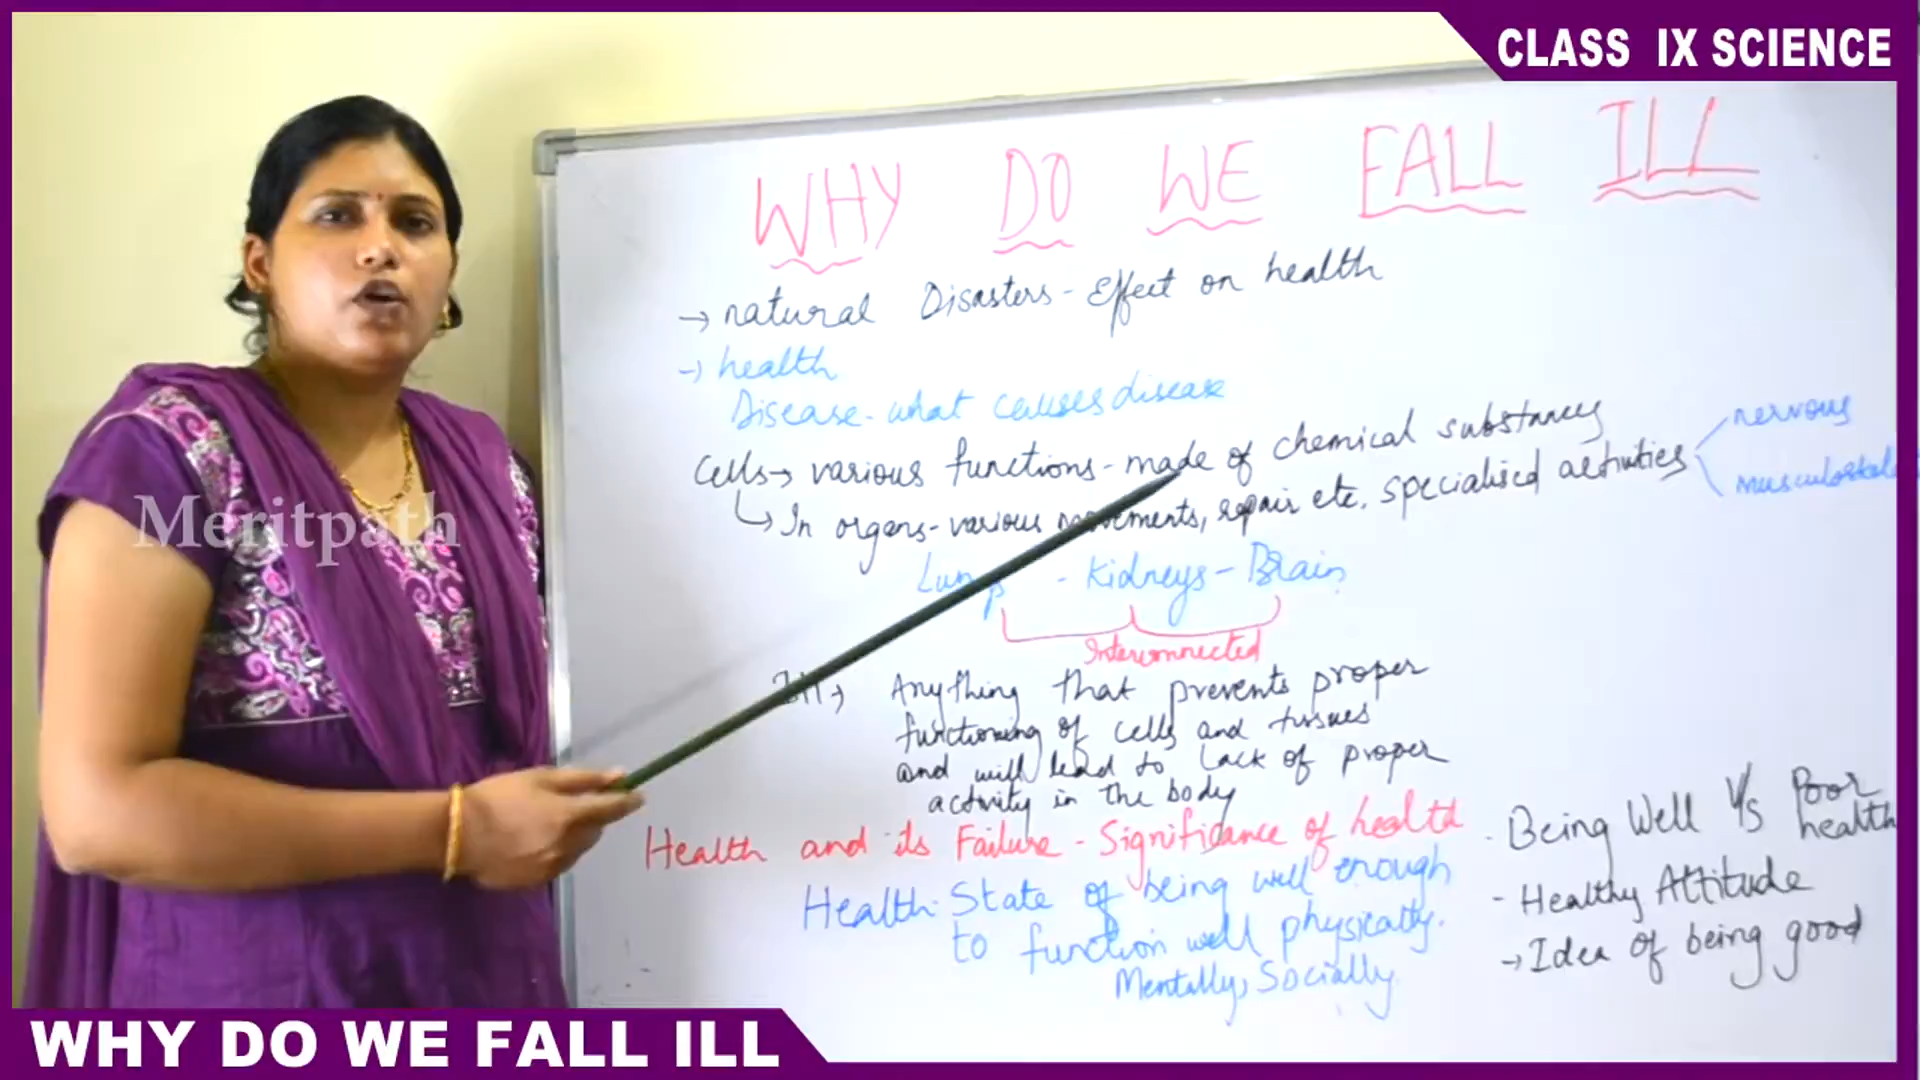 CLASS IX SCIENCE
WHY DO WE FALL ILL
→ natural Disasters - Effect on health
→ health
Disease - what causes disease
Cells → various functions - made of chemical substances
nervous
↳ In organs - various movements, repair etc. specialised activities
Lungs - Kidneys - Brain
Interconnected
Anything that prevents proper
functioning of cells and tissues
and will lead to lack of proper
activity in the body
Health and its Failure - Significance of health
Health - State of being well enough
to function well physically.
Mentally, Socially
- Being Well V/s Poor
health
- Healthy Attitude
→ Idea of being good
Meritpath
WHY DO WE FALL ILL